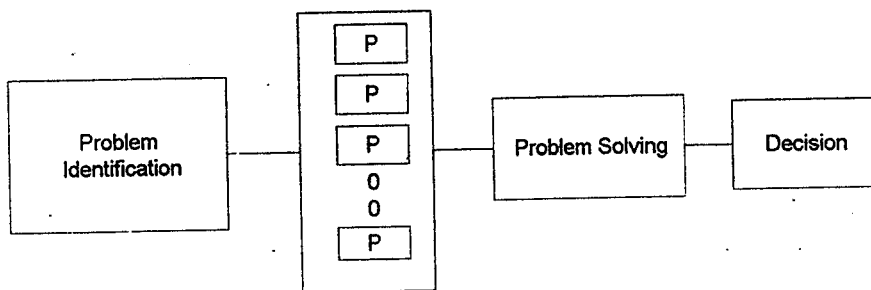 Problem
Identification
P
P
P
0
0
P
Problem Solving
Decision